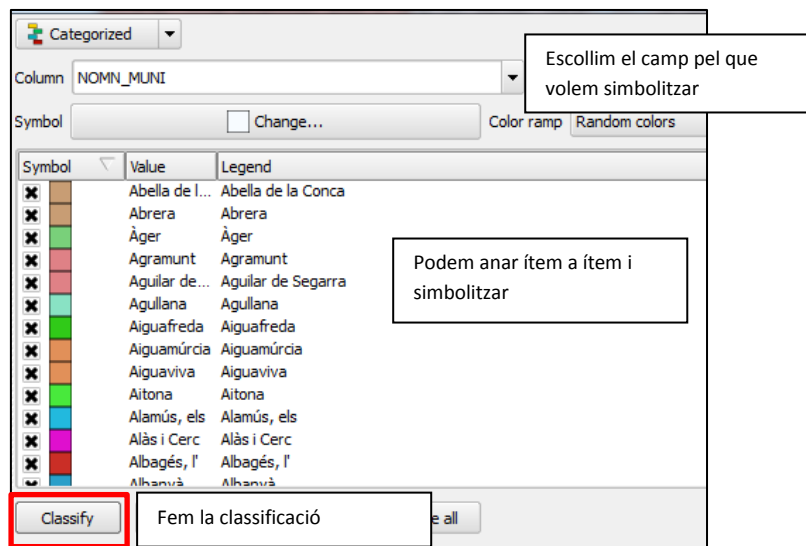 Categorized
Escollim el camp pel que
volem simbolitzar
Column NOMN_MUNI
Symbol Change... Color ramp Random colors
Symbol Value Legend
Abella de l... Abella de la Conca
Abrera Abrera
Àger Àger
Agramunt Agramunt
Podem anar ítem a ítem i
simbolitzar
Aguilar de... Aguilar de Segarra
Agullana Agullana
Aiguafreda Aiguafreda
Aiguamúrcia Aiguamúrcia
Aiguaviva Aiguaviva
Aitona Aitona
Alamús, els Alamús, els
Alàs i Cerc Alàs i Cerc
Albagés, l' Albagés, l'
Albanyà Albanyà
Classify Fem la classificació e all